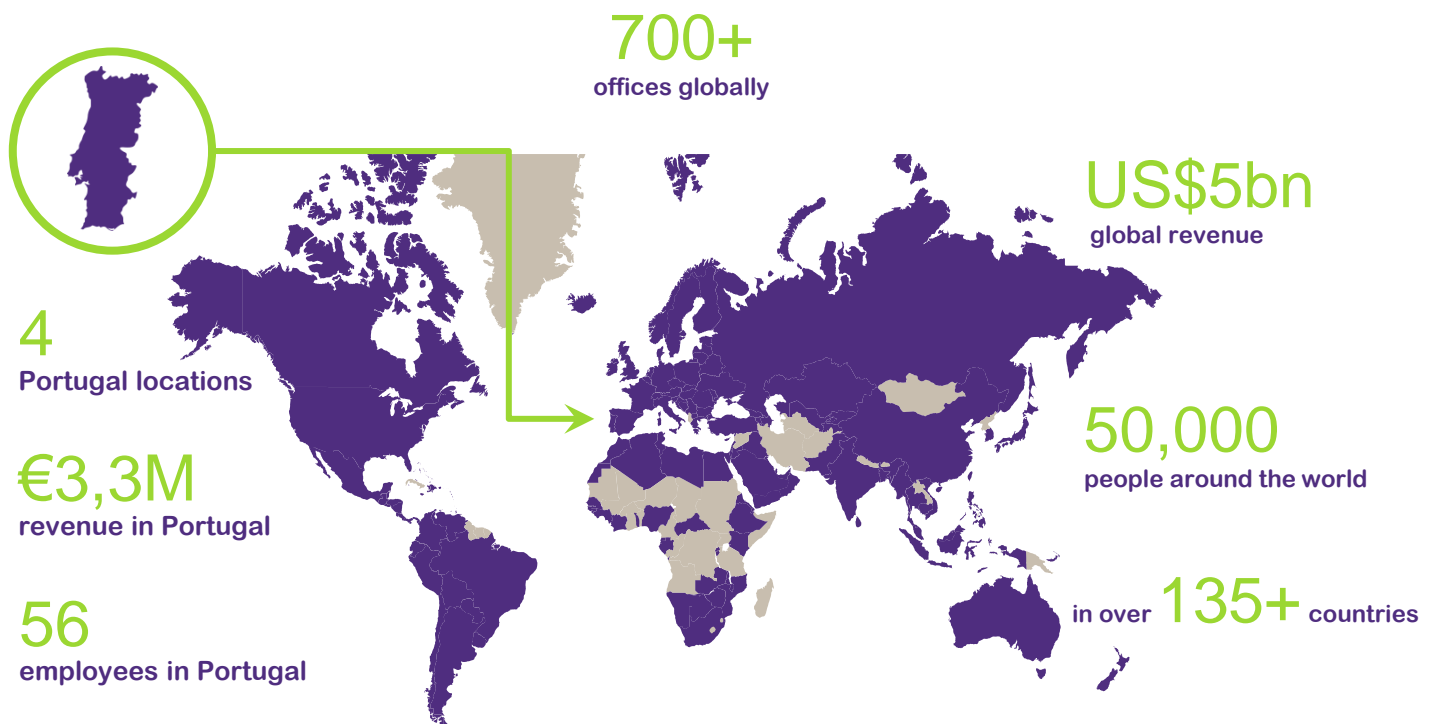 700+
offices globally
US$5bn
global revenue
4
Portugal locations
50,000
people around the world
€3,3M
revenue in Portugal
in over 135+ countries
56
employees in Portugal